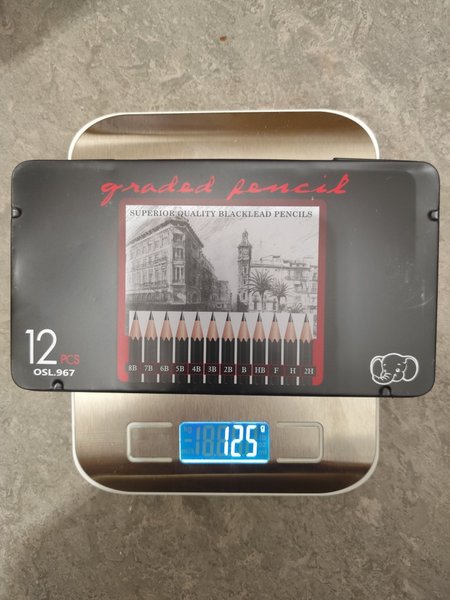 graded pencil
SUPERIOR QUALITY BLACKLEAD PENCILS
8B 7B 6B 5B 4B 3B 2B B HB F H 2H
12 PCS
OSL.967
125 g